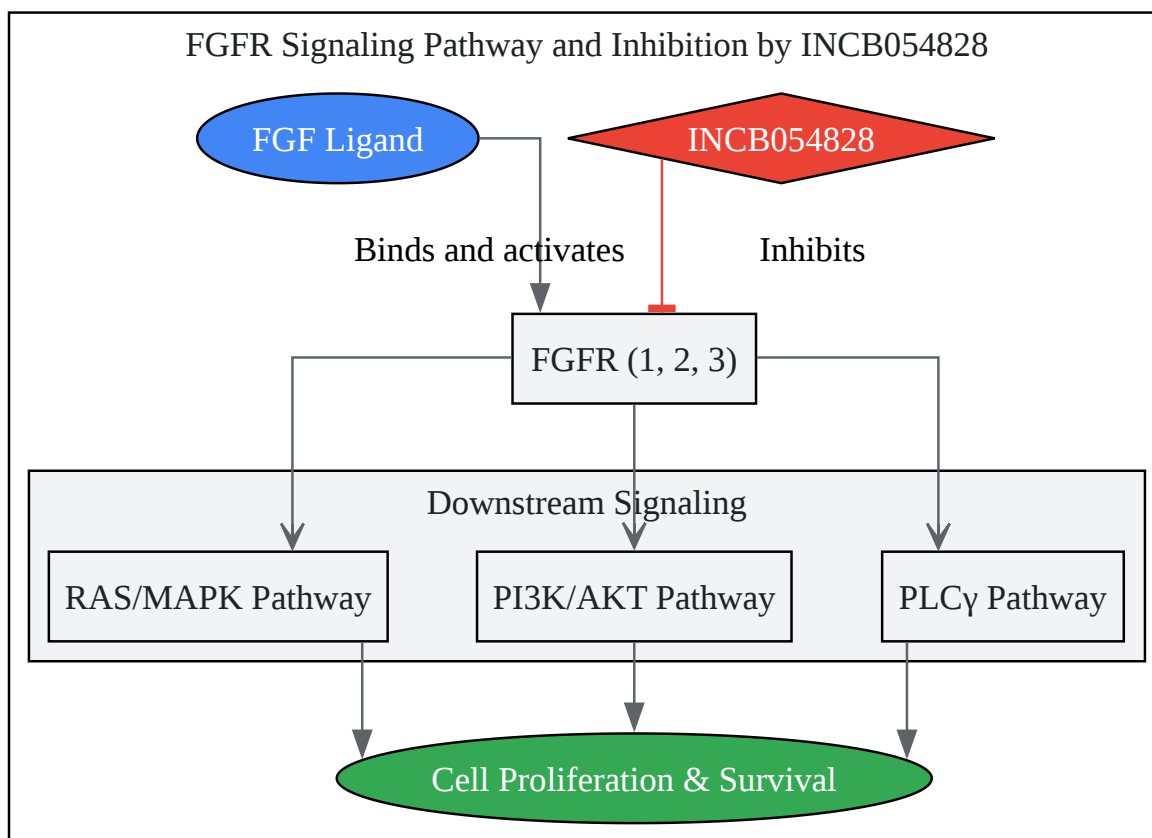 FGFR Signaling Pathway and Inhibition by INCB054828
FGF Ligand
INCB054828
Binds and activates
Inhibits
FGFR (1, 2, 3)
Downstream Signaling
RAS/MAPK Pathway
PI3K/AKT Pathway
PLCγ Pathway
Cell Proliferation & Survival